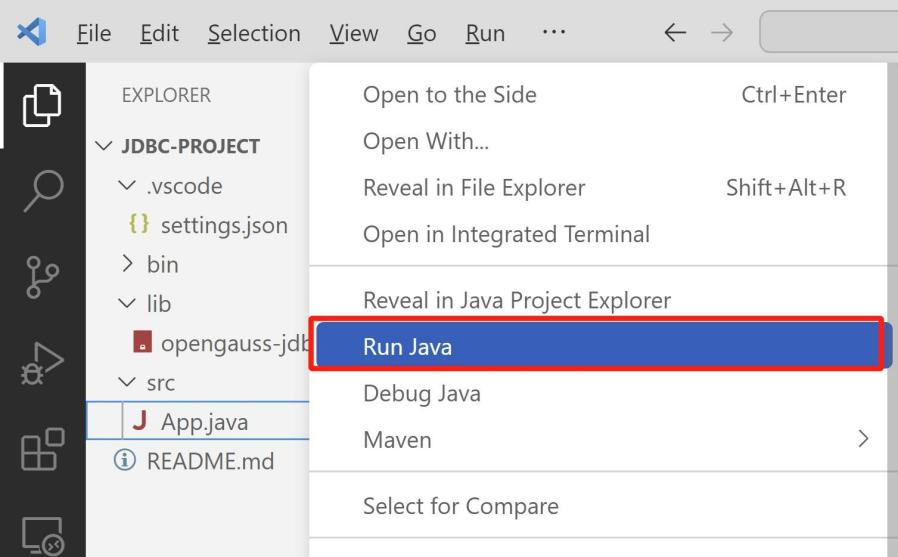 File Edit Selection View Go Run ...
EXPLORER
JDBC-PROJECT
.vscode
{} settings.json
bin
lib
opengauss-jdb
src
J App.java
README.md
Open to the Side Ctrl+Enter
Open With...
Reveal in File Explorer Shift+Alt+R
Open in Integrated Terminal
Reveal in Java Project Explorer
Run Java
Debug Java
Maven
Select for Compare